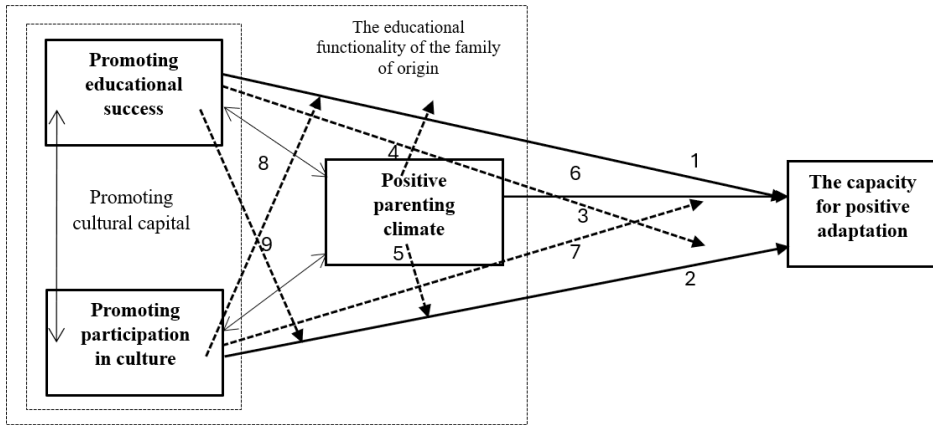 The educational
functionality of the family
of origin
Promoting
educational
success
Promoting
cultural capital
Promoting
participation
in culture
Positive
parenting
climate
The capacity
for positive
adaptation
8
9
4
5
6
3
7
1
2